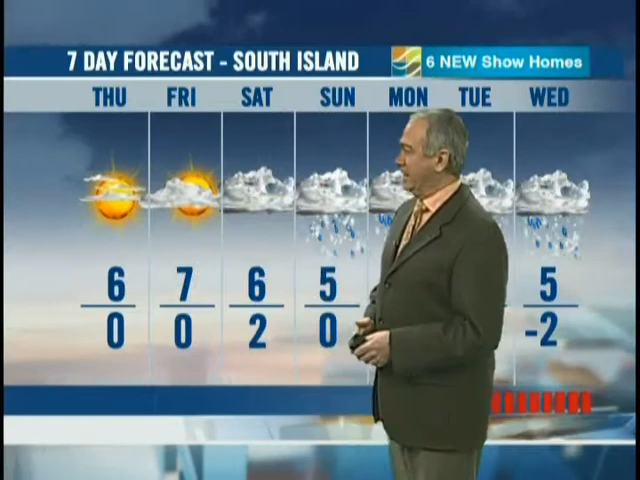 7 DAY FORECAST - SOUTH ISLAND
6 NEW Show Homes
THU FRI SAT SUN MON TUE WED
6 7 6 5 5
0 0 2 0 -2